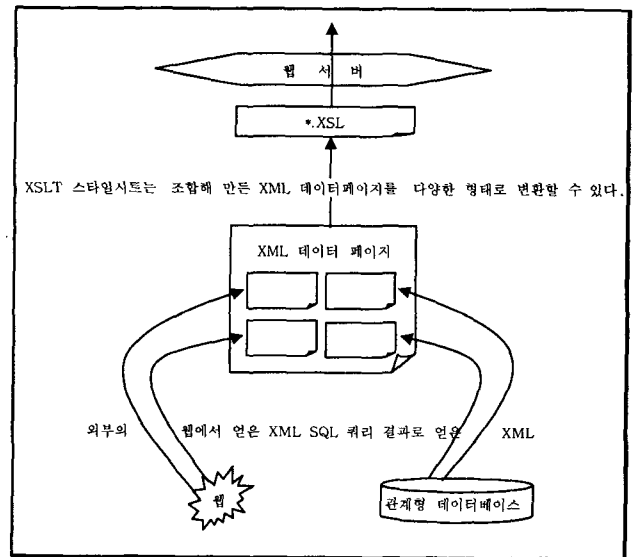 웹 서 버
*.XSL
XSLT 스타일시트는 조합해 만든 XML 데이터페이지를 다양한 형태로 변환할 수 있다.
XML 데이터 페이지
외부의 웹에서 얻은 XML SQL 쿼리 결과로 얻은 XML
웹
관계형 데이터베이스